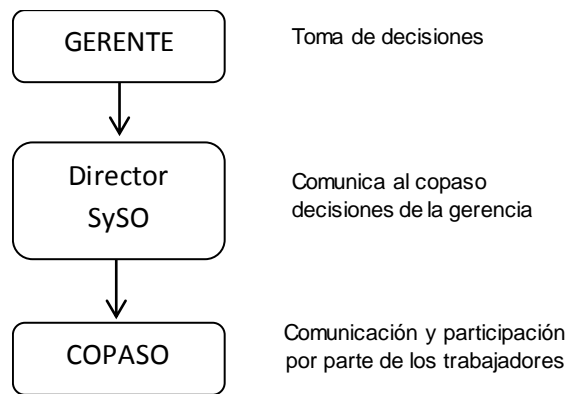 GERENTE
Toma de decisiones
Director
SySO
Comunica al copaso
decisiones de la gerencia
COPASO
Comunicación y participación
por parte de los trabajadores